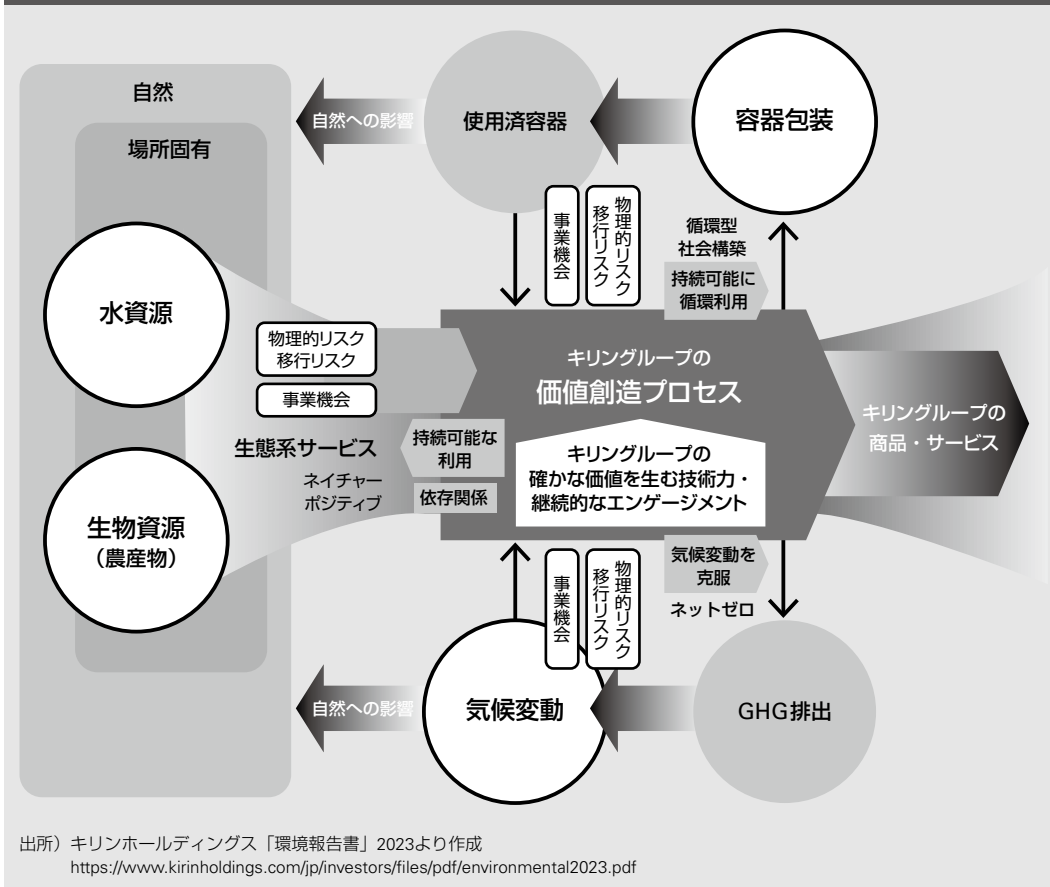 自然
場所固有
水資源
生物資源
（農産物）
自然への影響
使用済容器
容器包装
事業機会
物理的リスク
移行リスク
循環型
社会構築
持続可能に
循環利用
物理的リスク
移行リスク
事業機会
生態系サービス
ネイチャー
ポジティブ
持続可能な
利用
依存関係
キリングループの
価値創造プロセス
キリングループの
確かな価値を生む技術力・
継続的なエンゲージメント
キリングループの
商品・サービス
事業機会
物理的リスク
移行リスク
気候変動を
克服
ネットゼロ
自然への影響
気候変動
GHG排出
出所）キリンホールディングス「環境報告書」2023より作成
https://www.kirinholdings.com/jp/investors/files/pdf/environmental2023.pdf